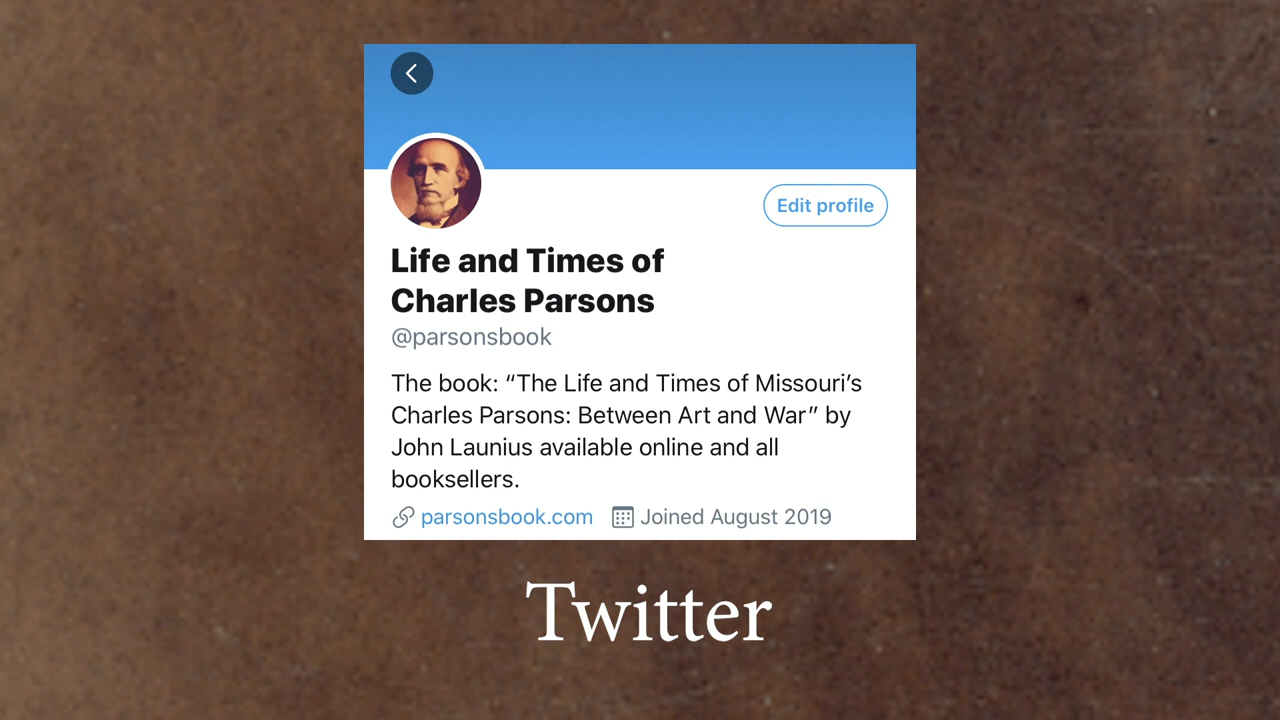 Edit profile
Life and Times of
Charles Parsons
@parsonsbook
The book: “The Life and Times of Missouri’s
Charles Parsons: Between Art and War” by
John Launius available online and all
booksellers.
parsonsbook.com Joined August 2019
Twitter